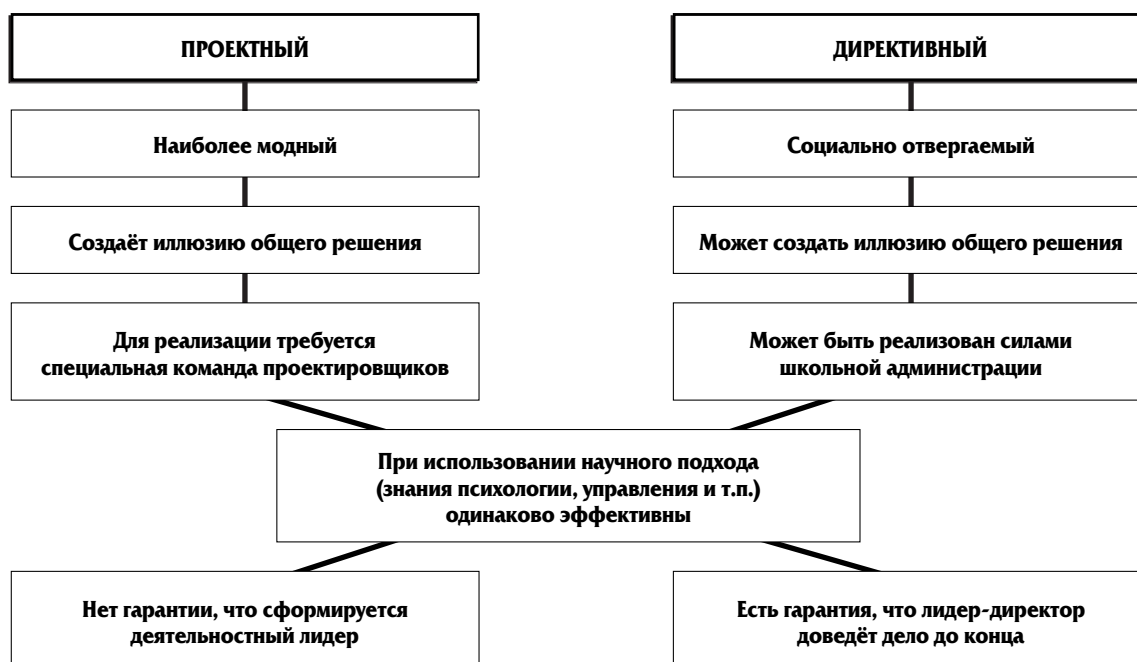 ПРОЕКТНЫЙ
ДИРЕКТИВНЫЙ
Наиболее модный
Социально отвергаемый
Создаёт иллюзию общего решения
Может создать иллюзию общего решения
Для реализации требуется
специальная команда проектировщиков
Может быть реализован силами
школьной администрации
При использовании научного подхода
(знания психологии, управления и т.п.)
одинаково эффективны
Нет гарантии, что сформируется
деятельностный лидер
Есть гарантия, что лидер-директор
доведёт дело до конца